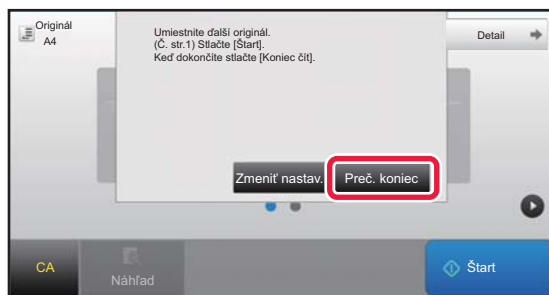 Originál
A4
Umiestnite ďalší originál.
(Č. str.1) Stlačte [Štart].
Keď dokončíte stlačte [Koniec čít].
Detail
Zmeniť nastav.
Preč. koniec
CA
Náhľad
Štart